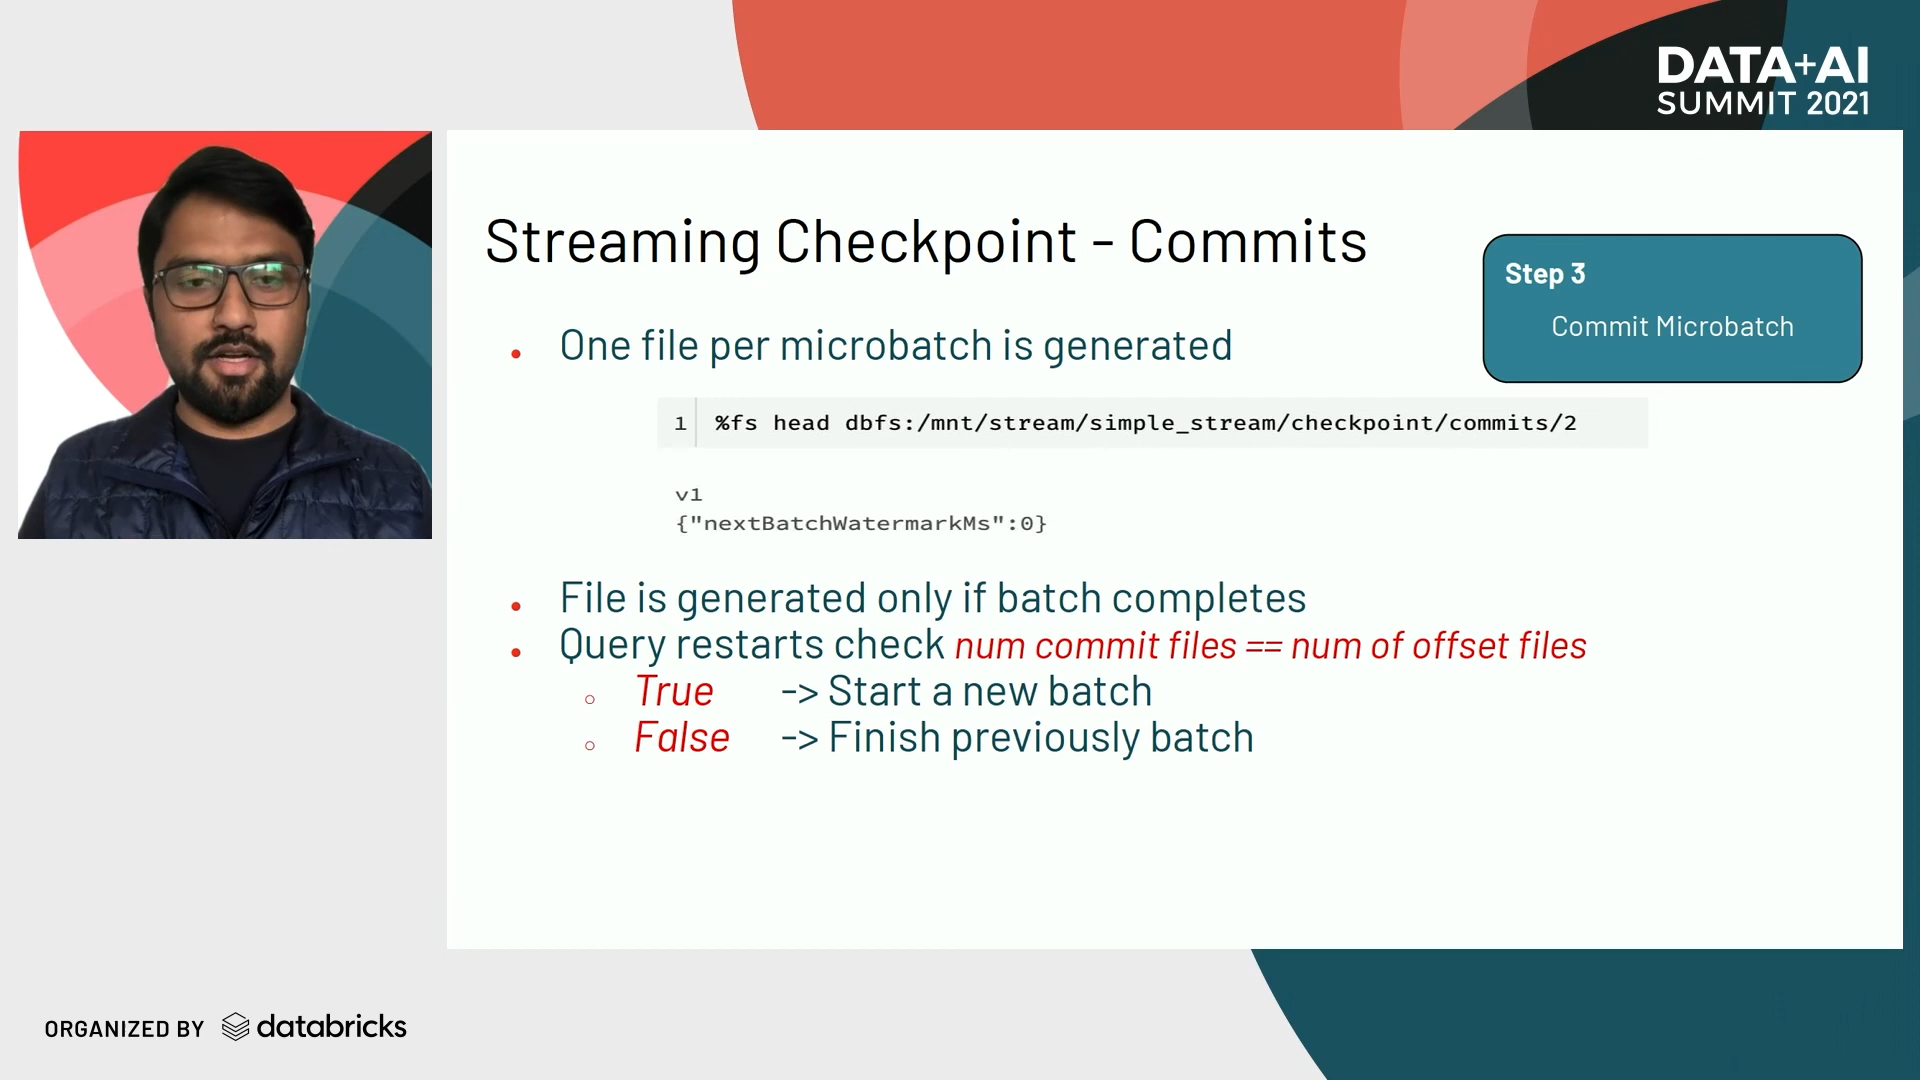 DATA+AI
SUMMIT 2021
Streaming Checkpoint - Commits
Step 3
Commit Microbatch
• One file per microbatch is generated
1 %fs head dbfs:/mnt/stream/simple_stream/checkpoint/commits/2
v1
{"nextBatchWatermarkMs":0}
• File is generated only if batch completes
• Query restarts check num commit files == num of offset files
○ True -> Start a new batch
○ False -> Finish previously batch
ORGANIZED BY databricks